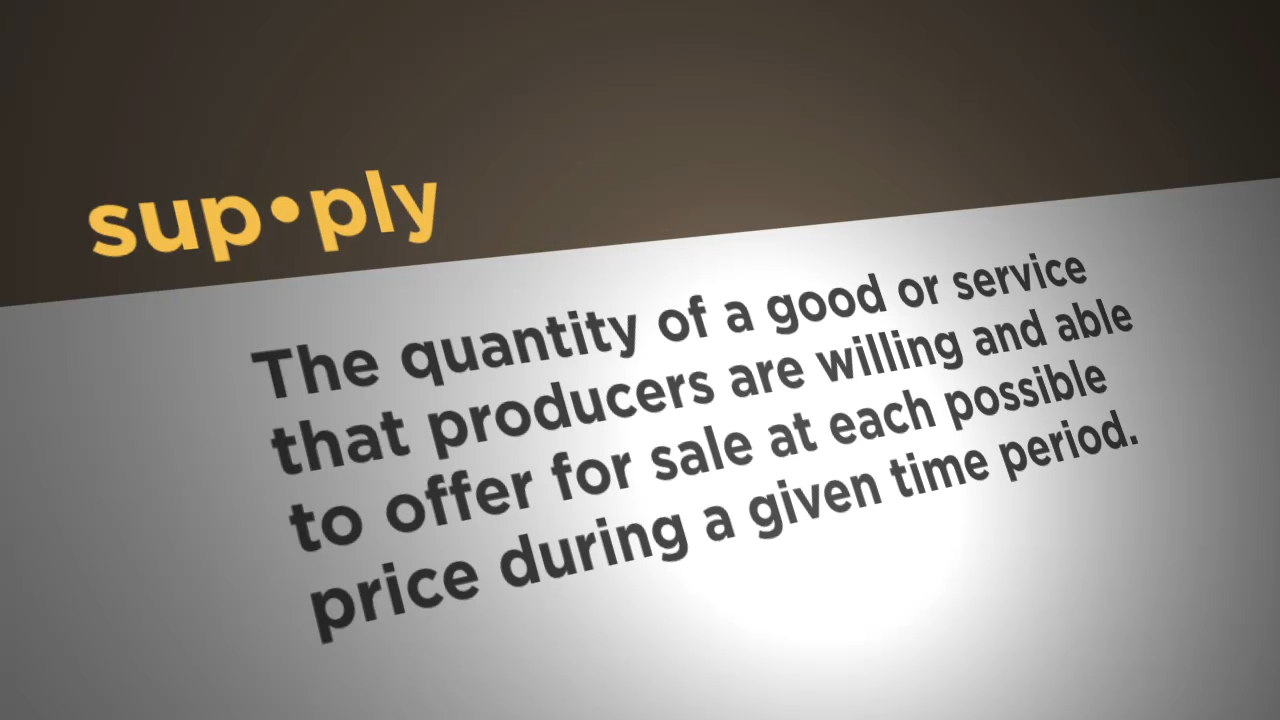 sup•ply
The quantity of a good or service
that producers are willing and able
to offer for sale at each possible
price during a given time period.